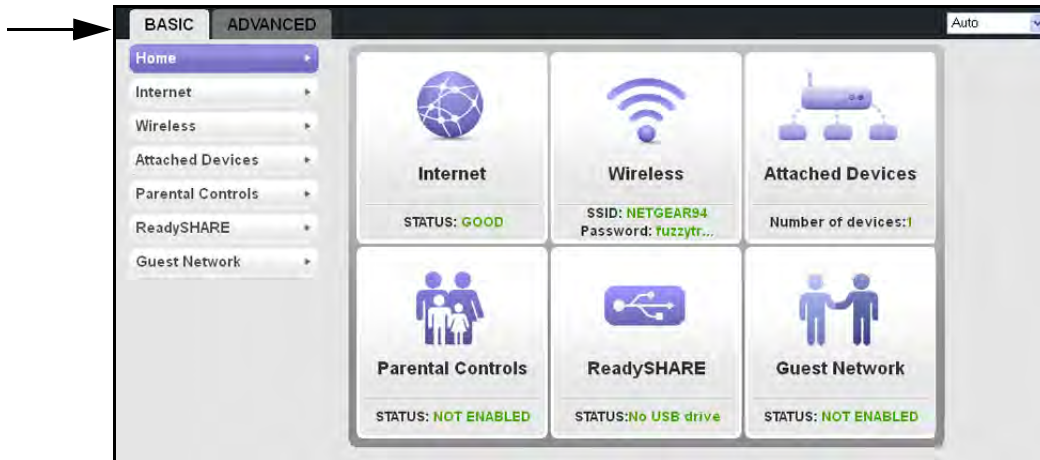 BASIC ADVANCED
Auto
Home
Internet
Wireless
Attached Devices
Parental Controls
ReadySHARE
Guest Network
Internet
STATUS: GOOD
Wireless
SSID: NETGEAR94
Password: fuzzytr...
Attached Devices
Number of devices:1
Parental Controls
STATUS: NOT ENABLED
ReadySHARE
STATUS:No USB drive
Guest Network
STATUS: NOT ENABLED